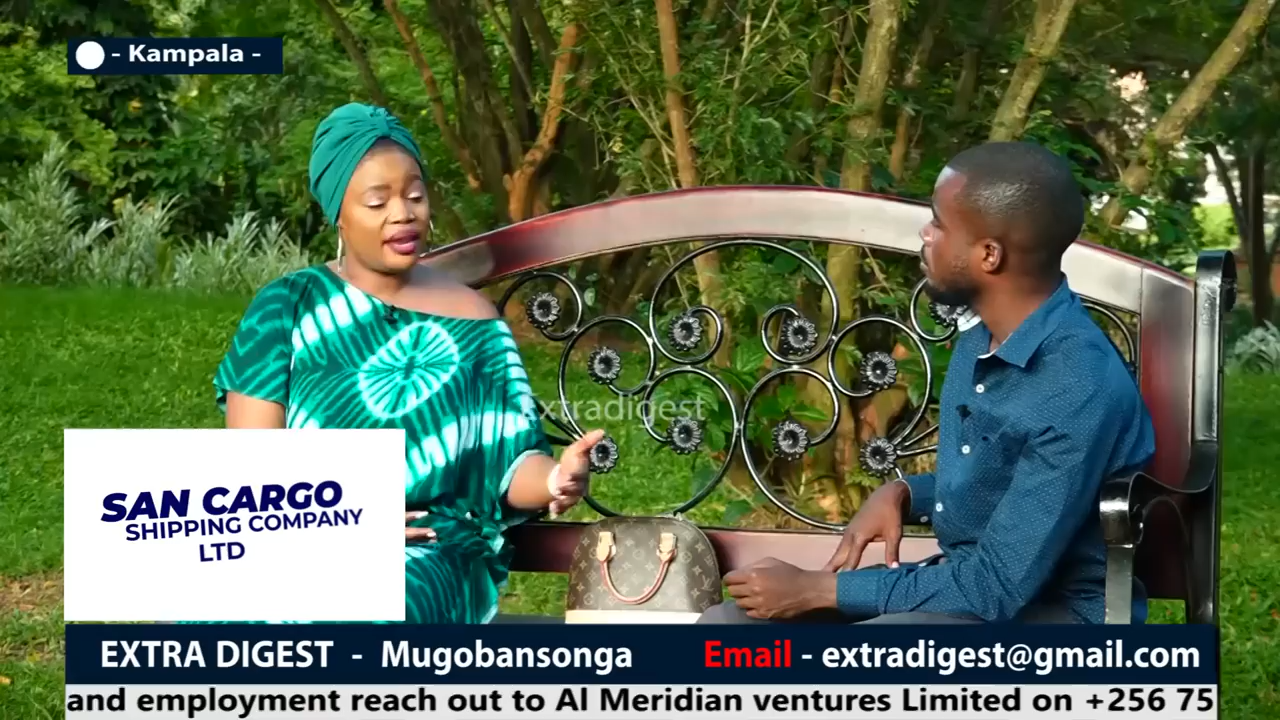 - Kampala -
Extradigest
SAN CARGO
SHIPPING COMPANY
LTD
EXTRA DIGEST - Mugobansonga Email - extradigest@gmail.com
and employment reach out to Al Meridian ventures Limited on +256 75